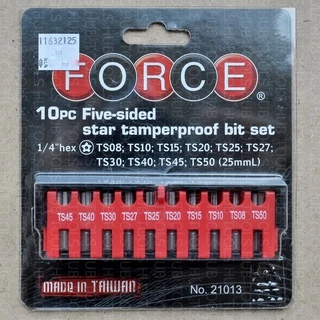 11632125
FORCE®
10PC Five-sided
star tamperproof bit set
1/4"hex TS08; TS10; TS15; TS20; TS25; TS27;
TS30; TS40; TS45; TS50 (25mmL)
TS45 TS40 TS30 TS27 TS25 TS20 TS15 TS10 TS08 TS50
MADE IN TAIWAN
No. 21013